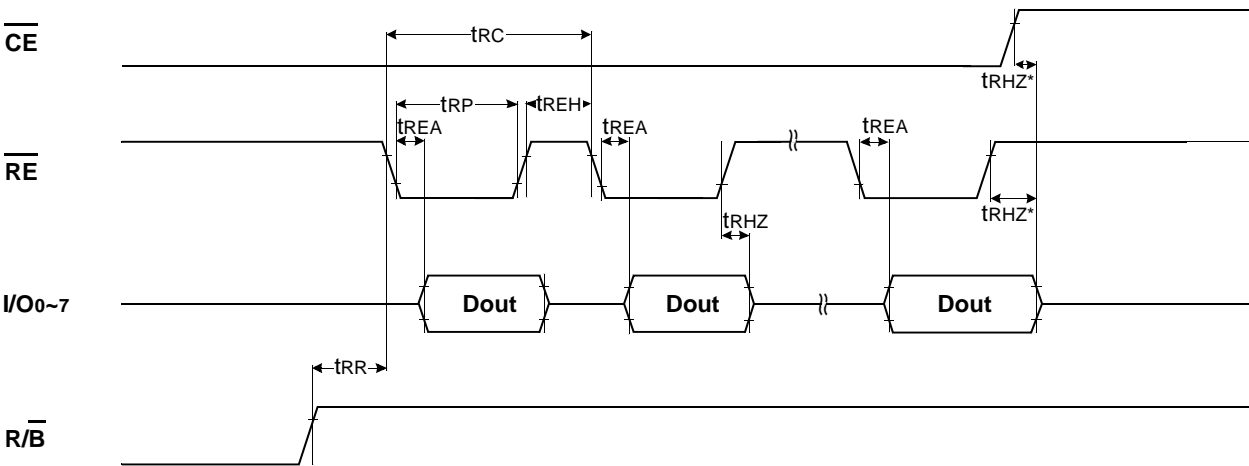 CE
tRC
tRHZ*
tRP
tREH
tREA
tREA
tREA
RE
tRHZ
tRHZ*
I/O0~7
Dout
Dout
Dout
tRR
R/B